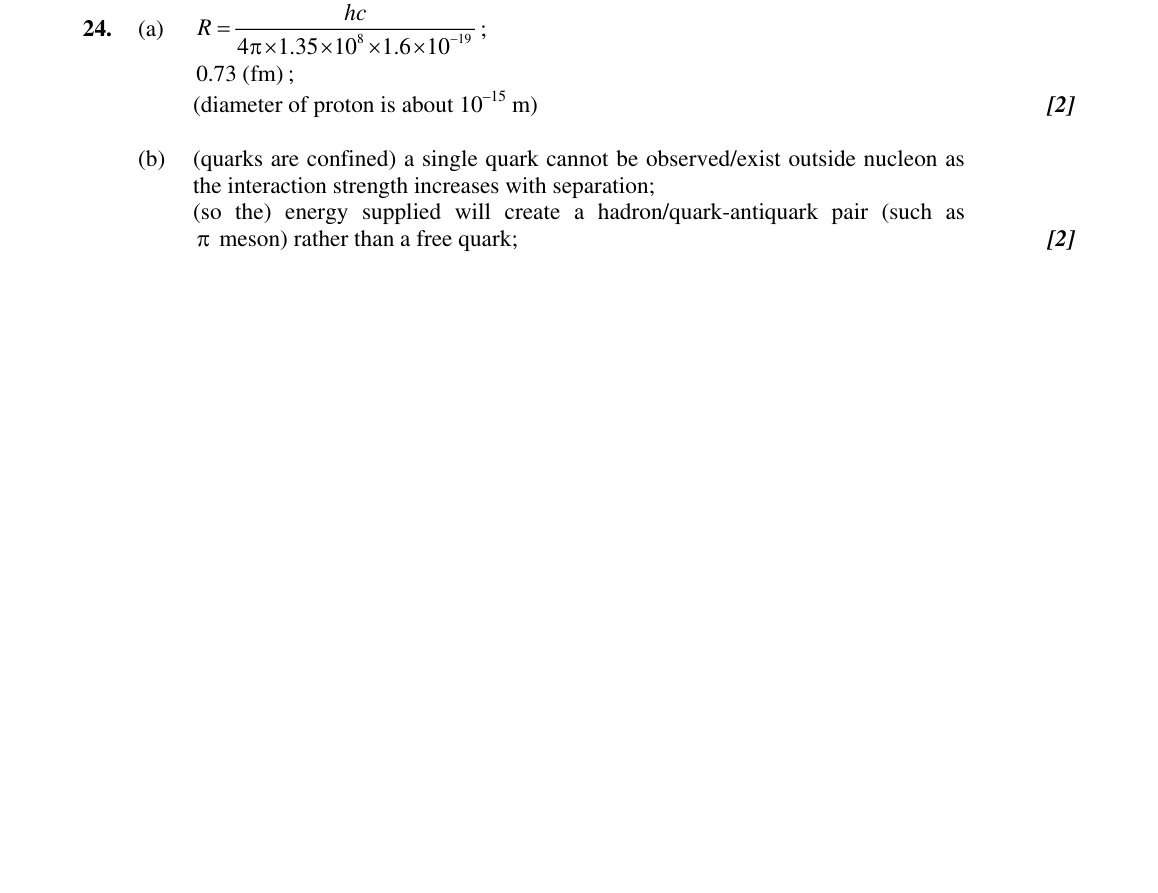 24. (a) R = hc / 4π×1.35×10⁸×1.6×10⁻¹⁹ ;
0.73 (fm) ;
(diameter of proton is about 10⁻¹⁵ m) [2]
(b) (quarks are confined) a single quark cannot be observed/exist outside nucleon as
the interaction strength increases with separation;
(so the) energy supplied will create a hadron/quark-antiquark pair (such as
π meson) rather than a free quark; [2]